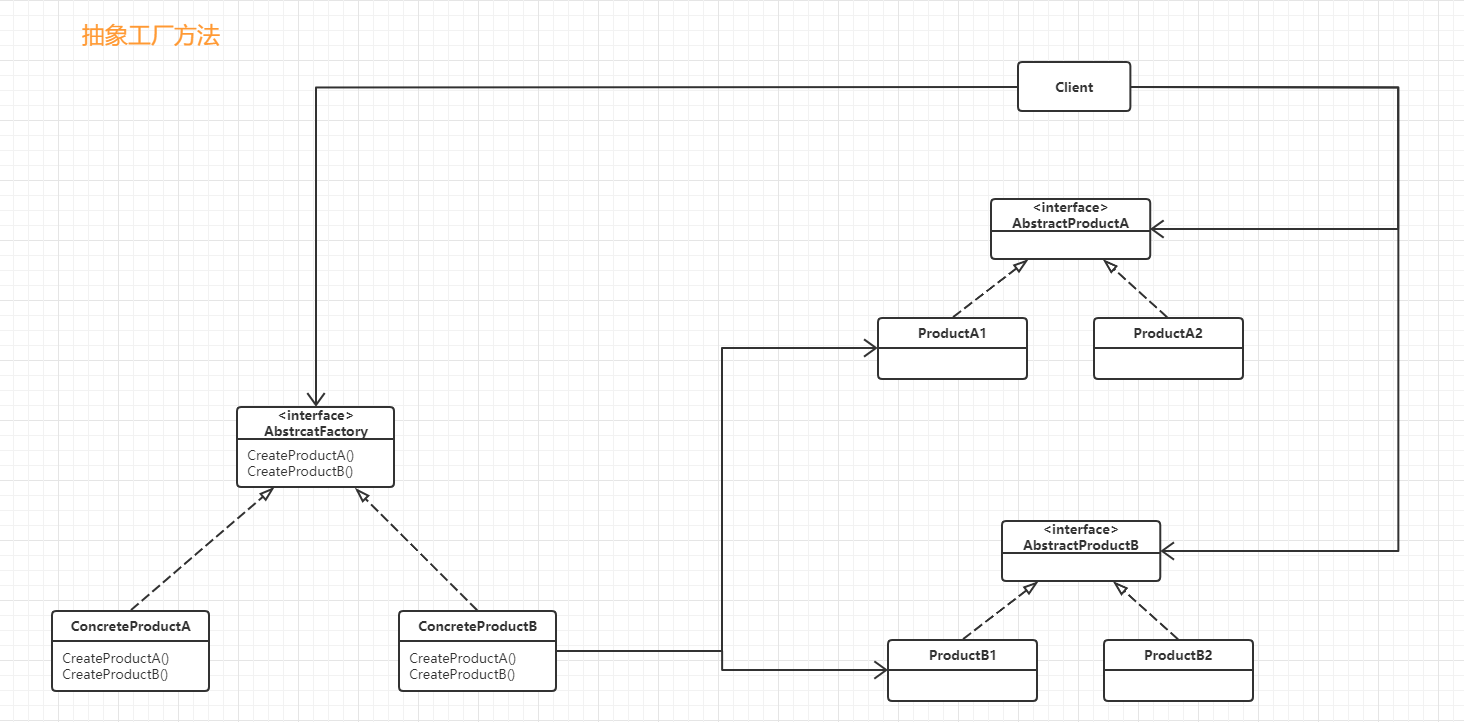 抽象工厂方法
Client
<interface>
AbstractProductA
ProductA1
ProductA2
<interface>
AbstrcatFactory
CreateProductA()
CreateProductB()
<interface>
AbstractProductB
ConcreteProductA
CreateProductA()
CreateProductB()
ConcreteProductB
CreateProductA()
CreateProductB()
ProductB1
ProductB2